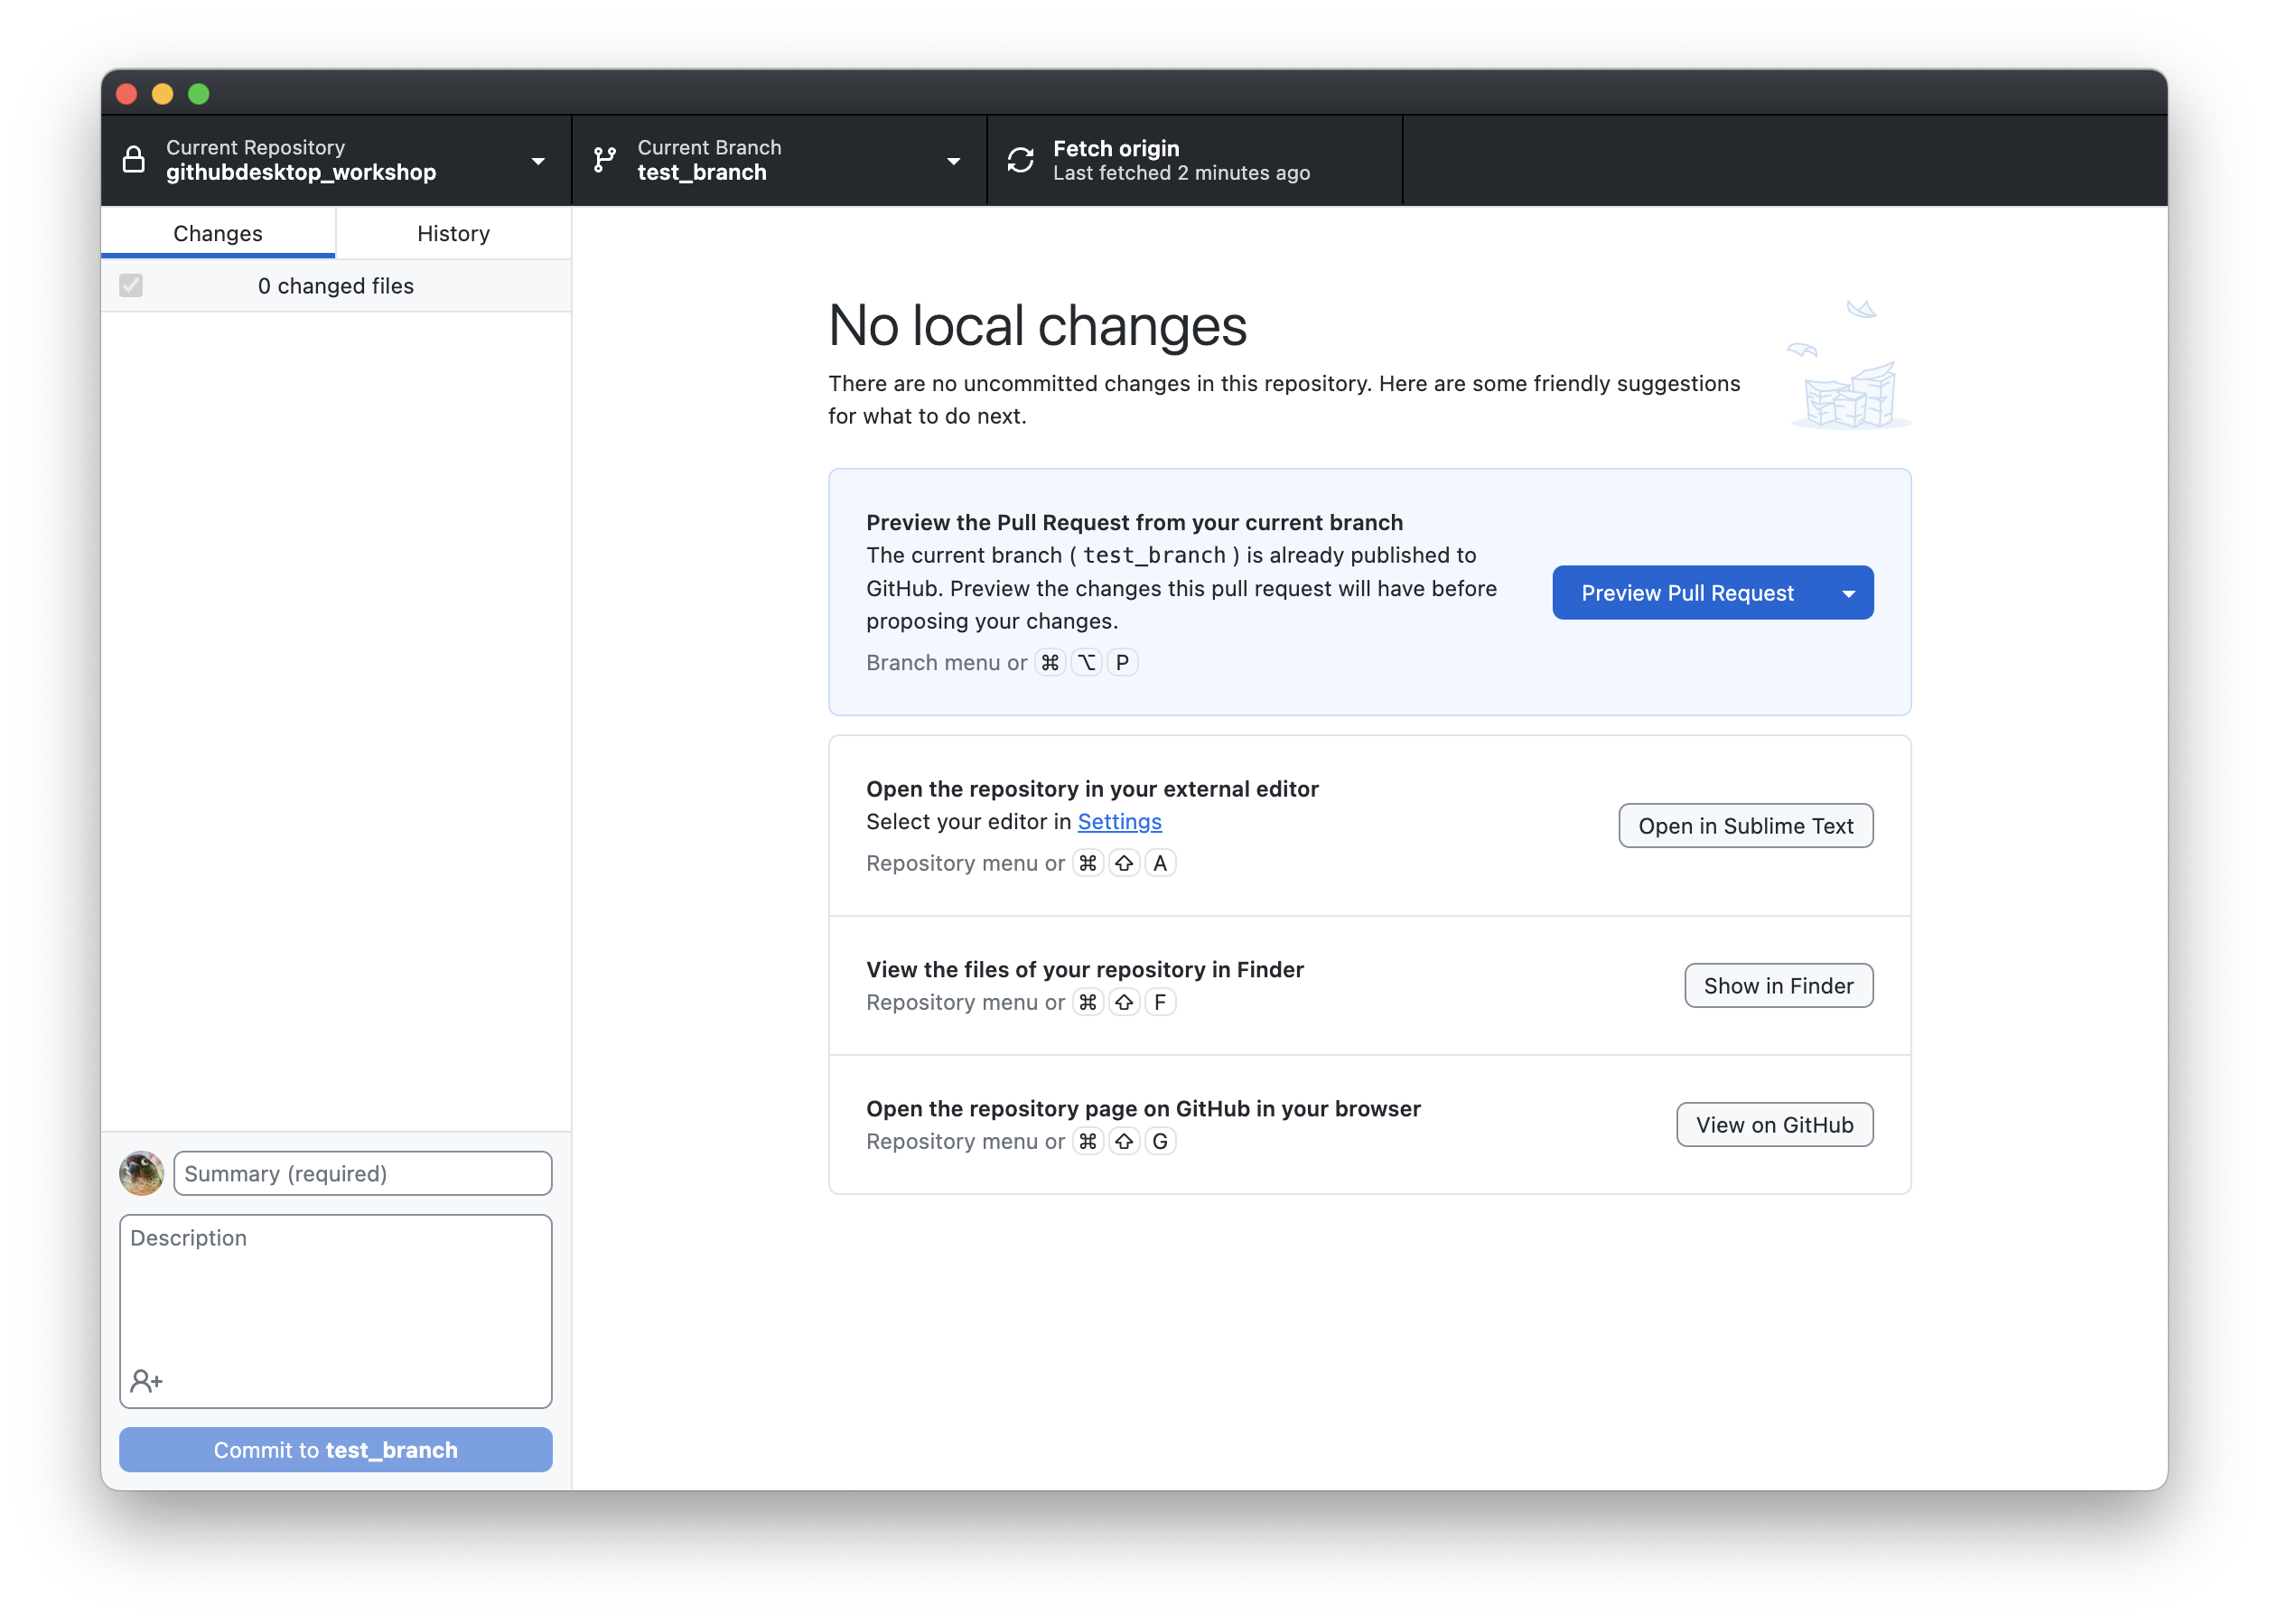 Current Repository
githubdesktop_workshop
Current Branch
test_branch
Fetch origin
Last fetched 2 minutes ago
Changes
History
0 changed files
No local changes
There are no uncommitted changes in this repository. Here are some friendly suggestions
for what to do next.
Preview the Pull Request from your current branch
The current branch ( test_branch ) is already published to
GitHub. Preview the changes this pull request will have before
proposing your changes.
Branch menu or ⌘ ⌥ P
Preview Pull Request
Open the repository in your external editor
Select your editor in Settings
Repository menu or ⌘ ⇧ A
Open in Sublime Text
View the files of your repository in Finder
Repository menu or ⌘ ⇧ F
Show in Finder
Open the repository page on GitHub in your browser
Repository menu or ⌘ ⇧ G
View on GitHub
Summary (required)
Description
Commit to test_branch